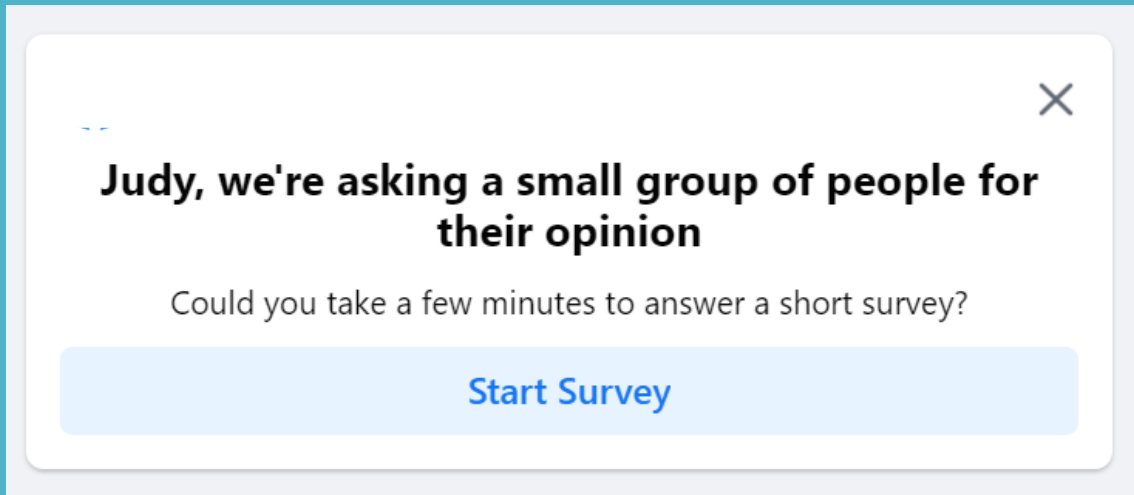 Judy, we're asking a small group of people for
their opinion
Could you take a few minutes to answer a short survey?
Start Survey